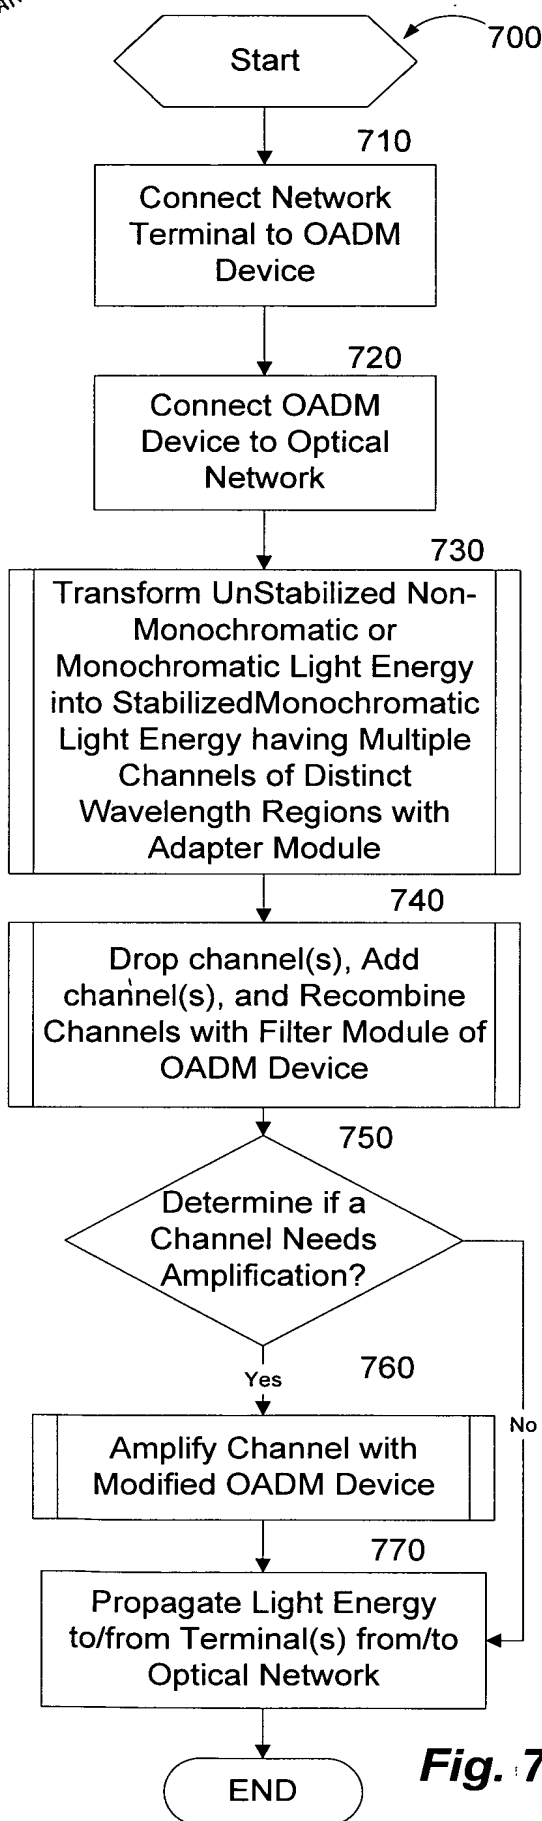 700
Start
710
Connect Network
Terminal to OADM
Device
720
Connect OADM
Device to Optical
Network
730
Transform UnStabilized Non-
Monochromatic or
Monochromatic Light Energy
into StabilizedMonochromatic
Light Energy having Multiple
Channels of Distinct
Wavelength Regions with
Adapter Module
740
Drop channel(s), Add
channel(s), and Recombine
Channels with Filter Module of
OADM Device
750
Determine if a
Channel Needs
Amplification?
760
Yes
No
Amplify Channel with
Modified OADM Device
770
Propagate Light Energy
to/from Terminal(s) from/to
Optical Network
END
Fig. 7